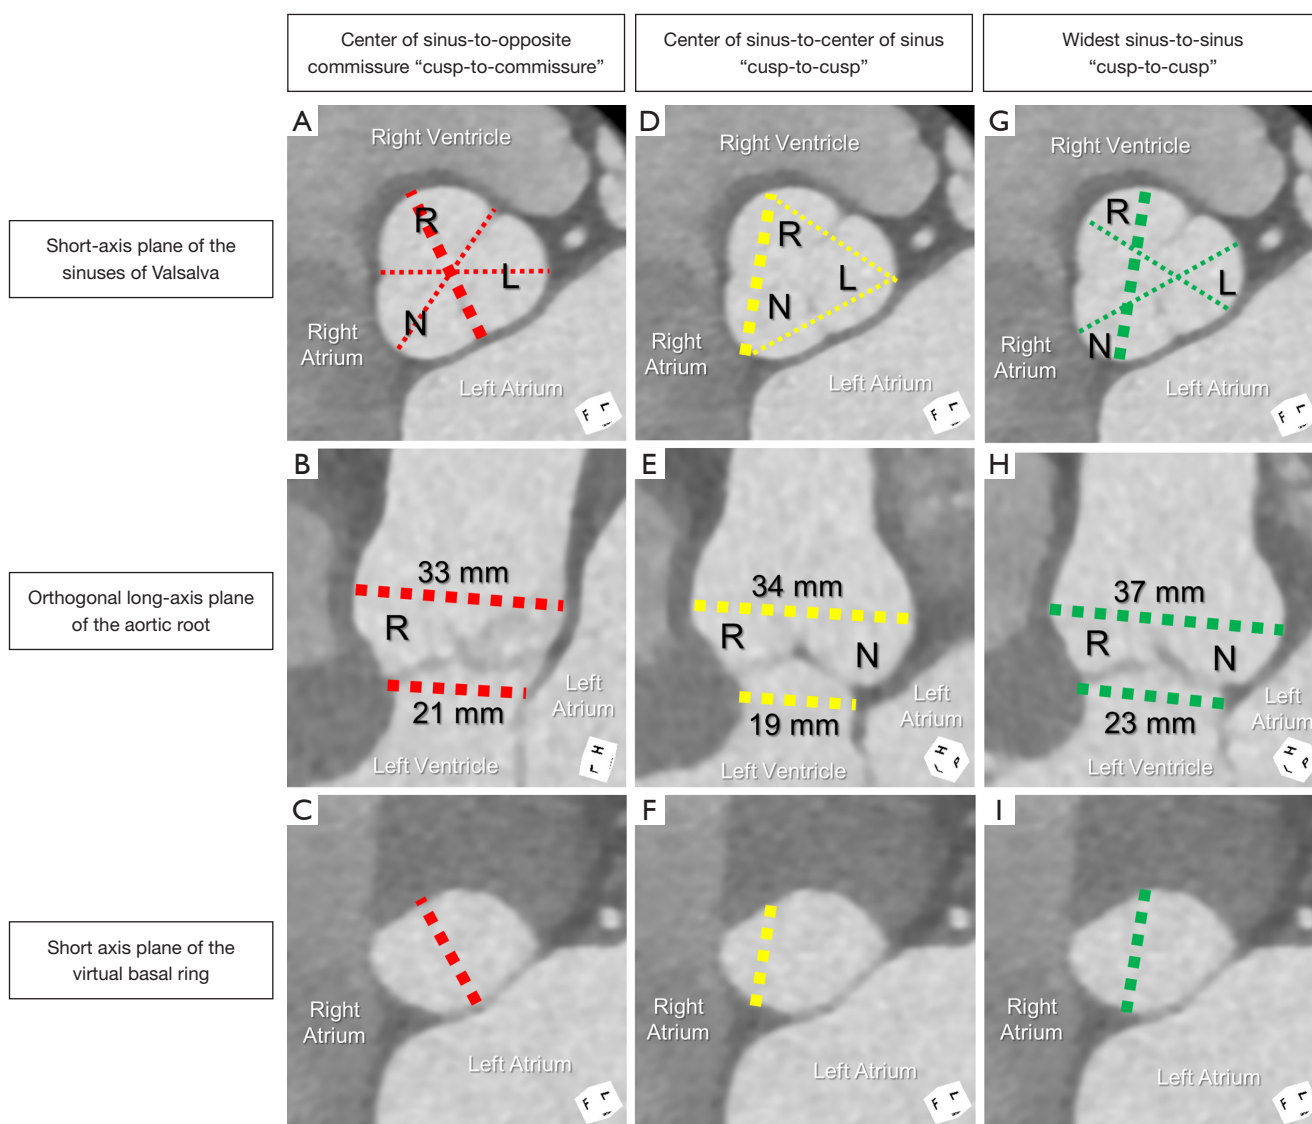 Center of sinus-to-opposite
commissure “cusp-to-commissure”
Center of sinus-to-center of sinus
“cusp-to-cusp”
Widest sinus-to-sinus
“cusp-to-cusp”
Short-axis plane of the
sinuses of Valsalva
A
Right Ventricle
R
L
N
Right
Atrium
Left Atrium
F L
D
Right Ventricle
R
L
N
Right
Atrium
Left Atrium
F L
G
Right Ventricle
R
L
N
Right
Atrium
Left Atrium
F L
Orthogonal long-axis plane
of the aortic root
B
33 mm
R
Left
Atrium
21 mm
Left Ventricle
H
L
E
34 mm
R
N
Left
Atrium
19 mm
Left Ventricle
H
P
H
37 mm
R
N
Left
Atrium
23 mm
Left Ventricle
H
P
Short axis plane of the
virtual basal ring
C
Right
Atrium
Left Atrium
F L
F
Right
Atrium
Left Atrium
F L
I
Right
Atrium
Left Atrium
F L